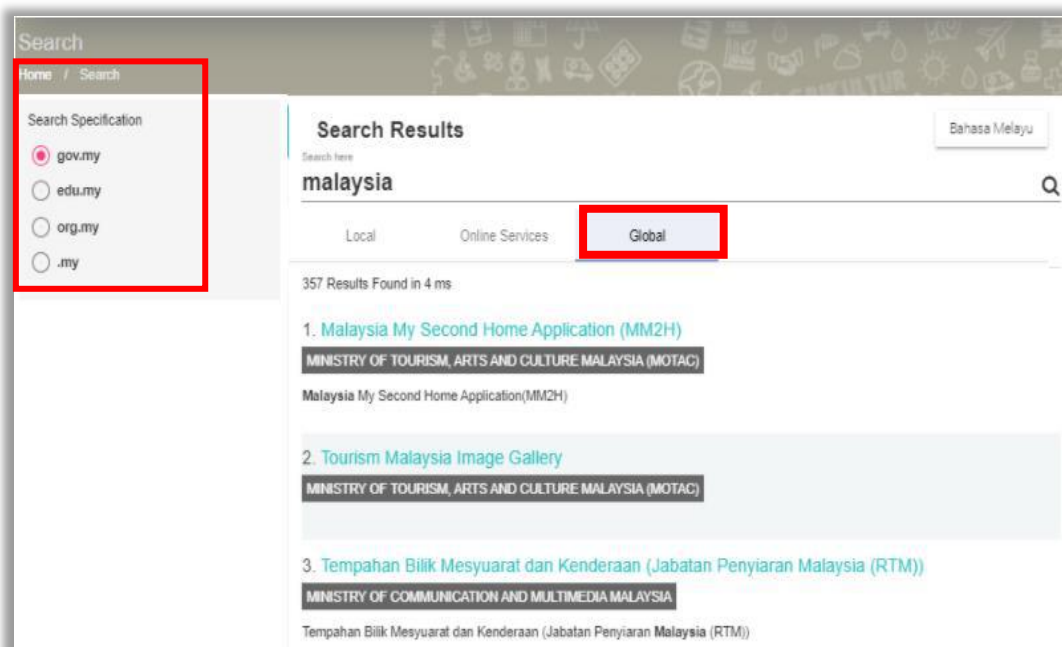 Search
Home / Search
Search Specification
gov.my
edu.my
org.my
.my
Search Results
Bahasa Melayu
Search here
malaysia
Local
Online Services
Global
357 Results Found in 4 ms
1. Malaysia My Second Home Application (MM2H)
MINISTRY OF TOURISM, ARTS AND CULTURE MALAYSIA (MOTAC)
Malaysia My Second Home Application(MM2H)
2. Tourism Malaysia Image Gallery
MINISTRY OF TOURISM, ARTS AND CULTURE MALAYSIA (MOTAC)
3. Tempahan Bilik Mesyuarat dan Kenderaan (Jabatan Penyiaran Malaysia (RTM))
MINISTRY OF COMMUNICATION AND MULTIMEDIA MALAYSIA
Tempahan Bilik Mesyuarat dan Kenderaan (Jabatan Penyiaran Malaysia (RTM))